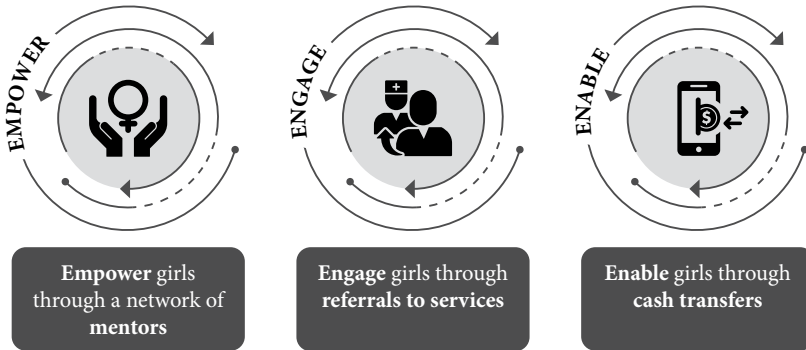 EMPOWER
ENGAGE
ENABLE
$
Empower girls
through a network of
mentors
Engage girls through
referrals to services
Enable girls through
cash transfers